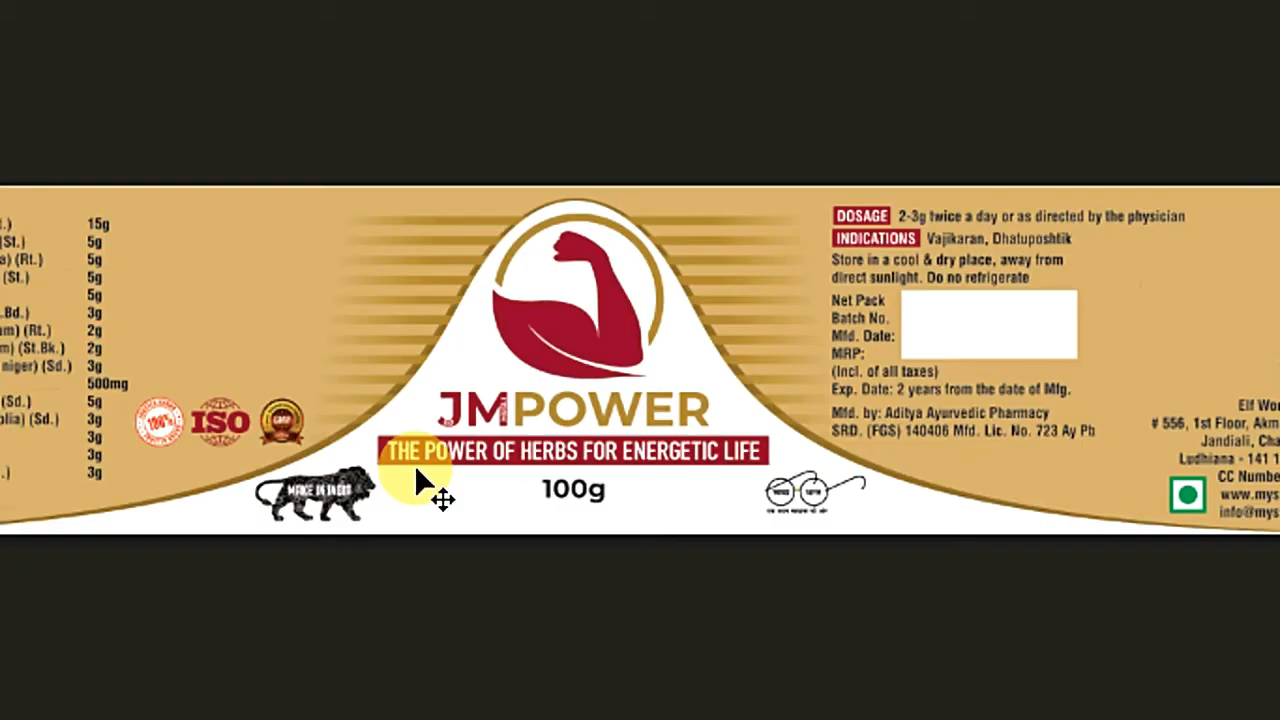 .) 15g
(St.) 5g
a) (Rt.) 5g
(St.) 5g
5g
.Bd.) 3g
am) (Rt.) 2g
m) (St.Bk.) 2g
niger) (Sd.) 3g
500mg
(Sd.) 5g
olia) (Sd.) 3g
3g
3g
.) 3g
100%
ISO
GMP
MAKE IN INDIA
JM POWER
THE POWER OF HERBS FOR ENERGETIC LIFE
100g
DOSAGE 2-3g twice a day or as directed by the physician
INDICATIONS Vajikaran, Dhatuposhtik
Store in a cool & dry place, away from
direct sunlight. Do no refrigerate
Net Pack
Batch No.
Mfd. Date:
MRP:
(Incl. of all taxes)
Exp. Date: 2 years from the date of Mfg.
Mfd. by: Aditya Ayurvedic Pharmacy
SRD. (FGS) 140406 Mfd. Lic. No. 723 Ay Pb
Elf Wo
# 556, 1st Floor, Akm
Jandiali, Cha
Ludhiana - 141 1
CC Numbe
www.mys
info@mys